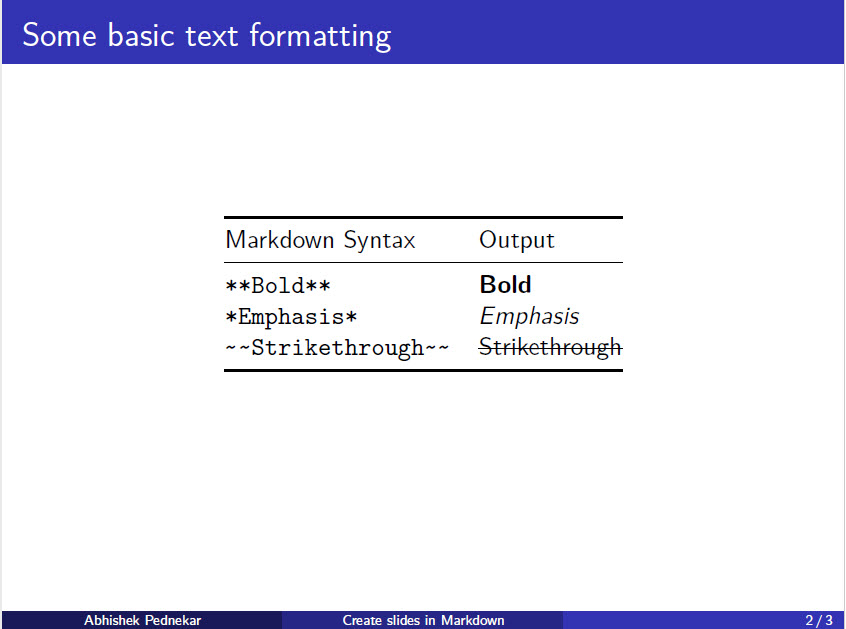 Some basic text formatting
Markdown Syntax Output
**Bold** Bold
*Emphasis* Emphasis
~~Strikethrough~~ Strikethrough
Abhishek Pednekar Create slides in Markdown 2 / 3